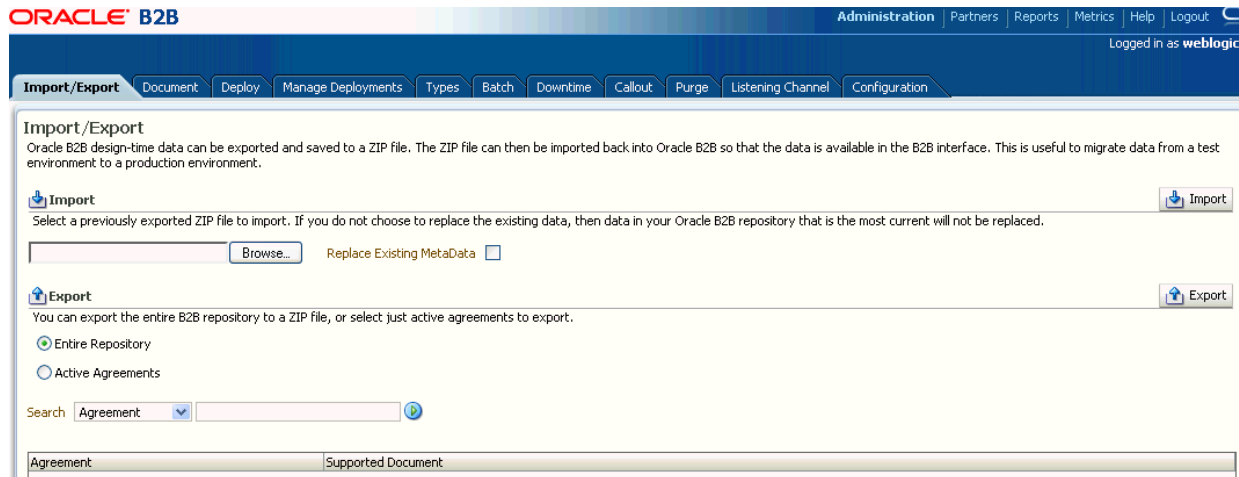 ORACLE B2B
Administration | Partners | Reports | Metrics | Help | Logout
Logged in as weblogic
Import/Export Document Deploy Manage Deployments Types Batch Downtime Callout Purge Listening Channel Configuration
Import/Export
Oracle B2B design-time data can be exported and saved to a ZIP file. The ZIP file can then be imported back into Oracle B2B so that the data is available in the B2B interface. This is useful to migrate data from a test
environment to a production environment.
Import Import
Select a previously exported ZIP file to import. If you do not choose to replace the existing data, then data in your Oracle B2B repository that is the most current will not be replaced.
Browse... Replace Existing MetaData
Export Export
You can export the entire B2B repository to a ZIP file, or select just active agreements to export.
Entire Repository
Active Agreements
Search Agreement
Agreement Supported Document